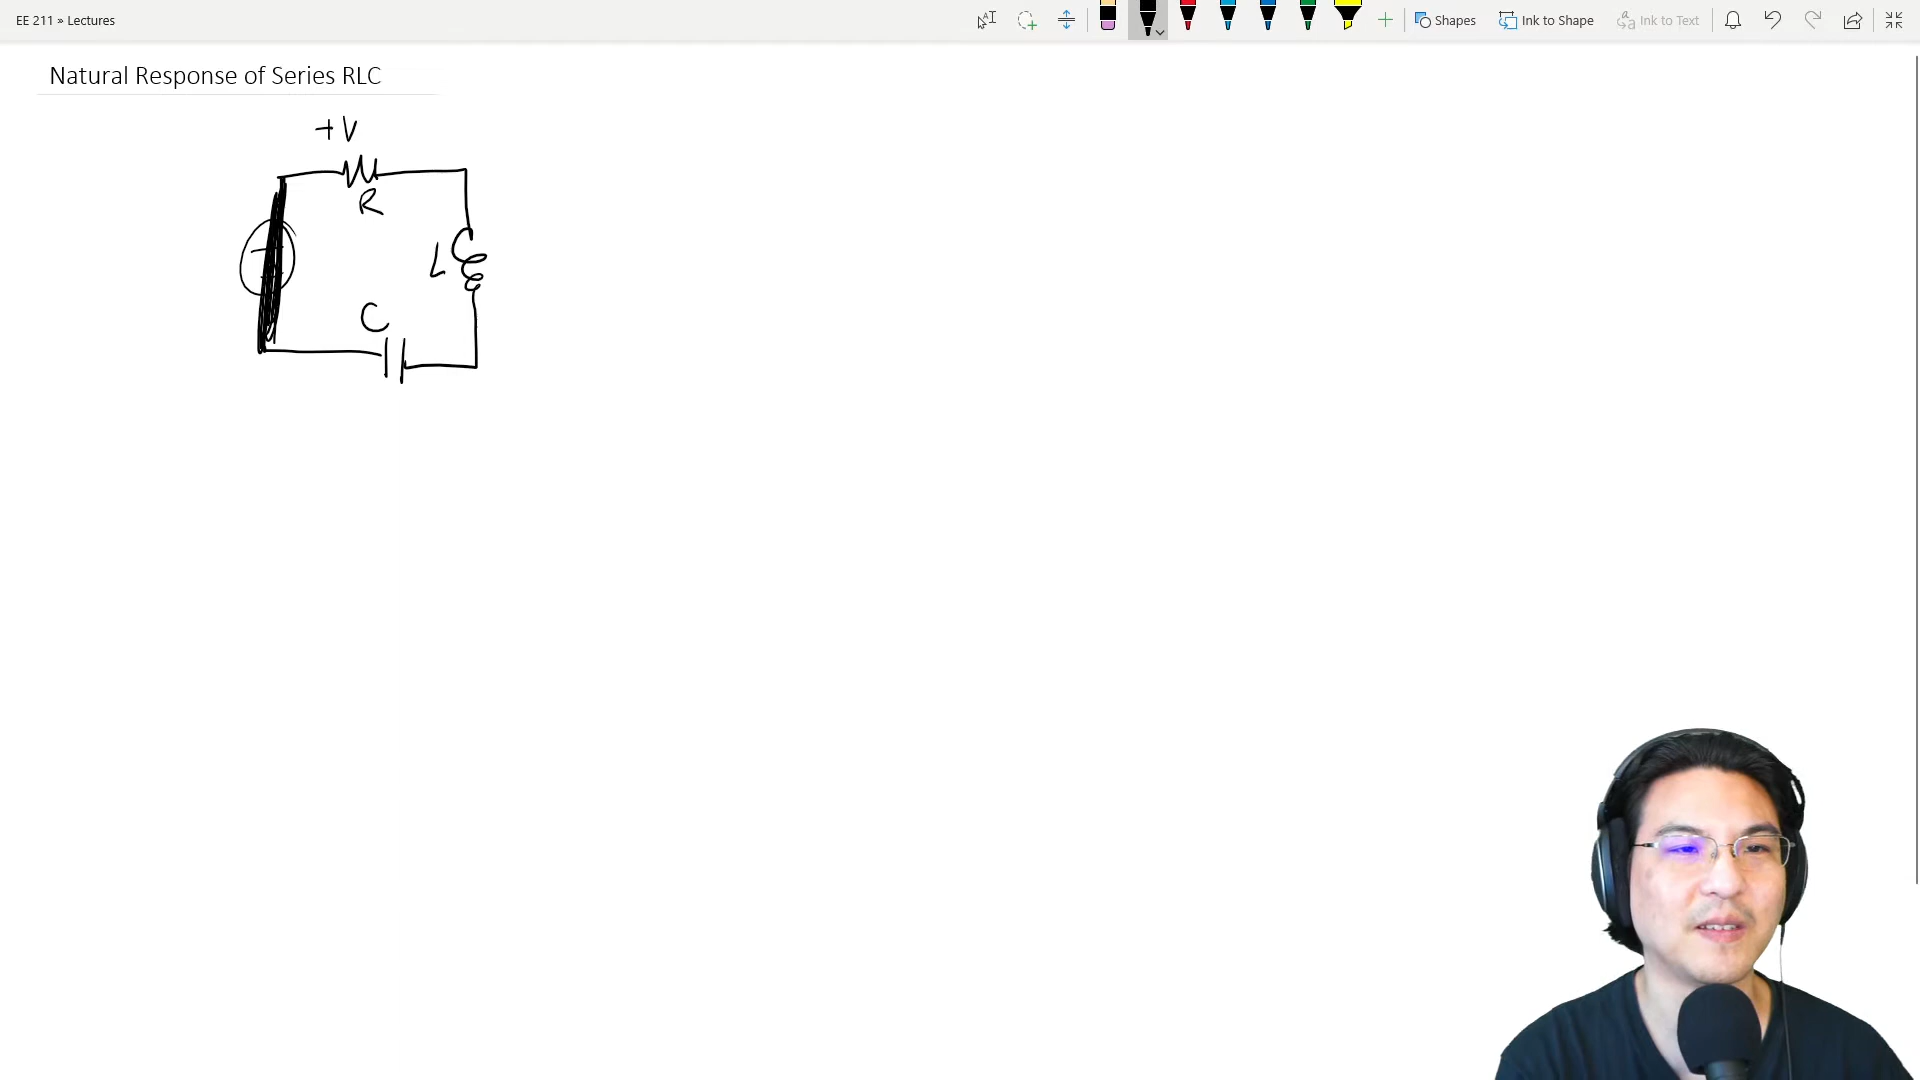 EE 211 » Lectures
Shapes
Ink to Shape
Ink to Text
Natural Response of Series RLC
+V
R
L
C